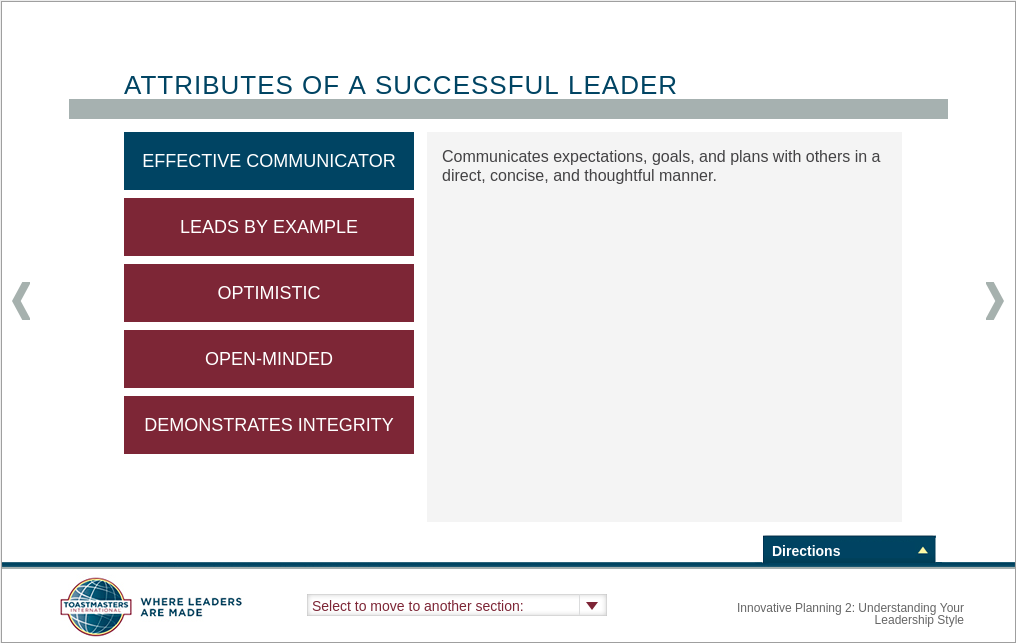 ATTRIBUTES OF A SUCCESSFUL LEADER
EFFECTIVE COMMUNICATOR
LEADS BY EXAMPLE
OPTIMISTIC
OPEN-MINDED
DEMONSTRATES INTEGRITY
Communicates expectations, goals, and plans with others in a
direct, concise, and thoughtful manner.
Directions
TOASTMASTERS
INTERNATIONAL
WHERE LEADERS
ARE MADE
Select to move to another section:
Innovative Planning 2: Understanding Your
Leadership Style